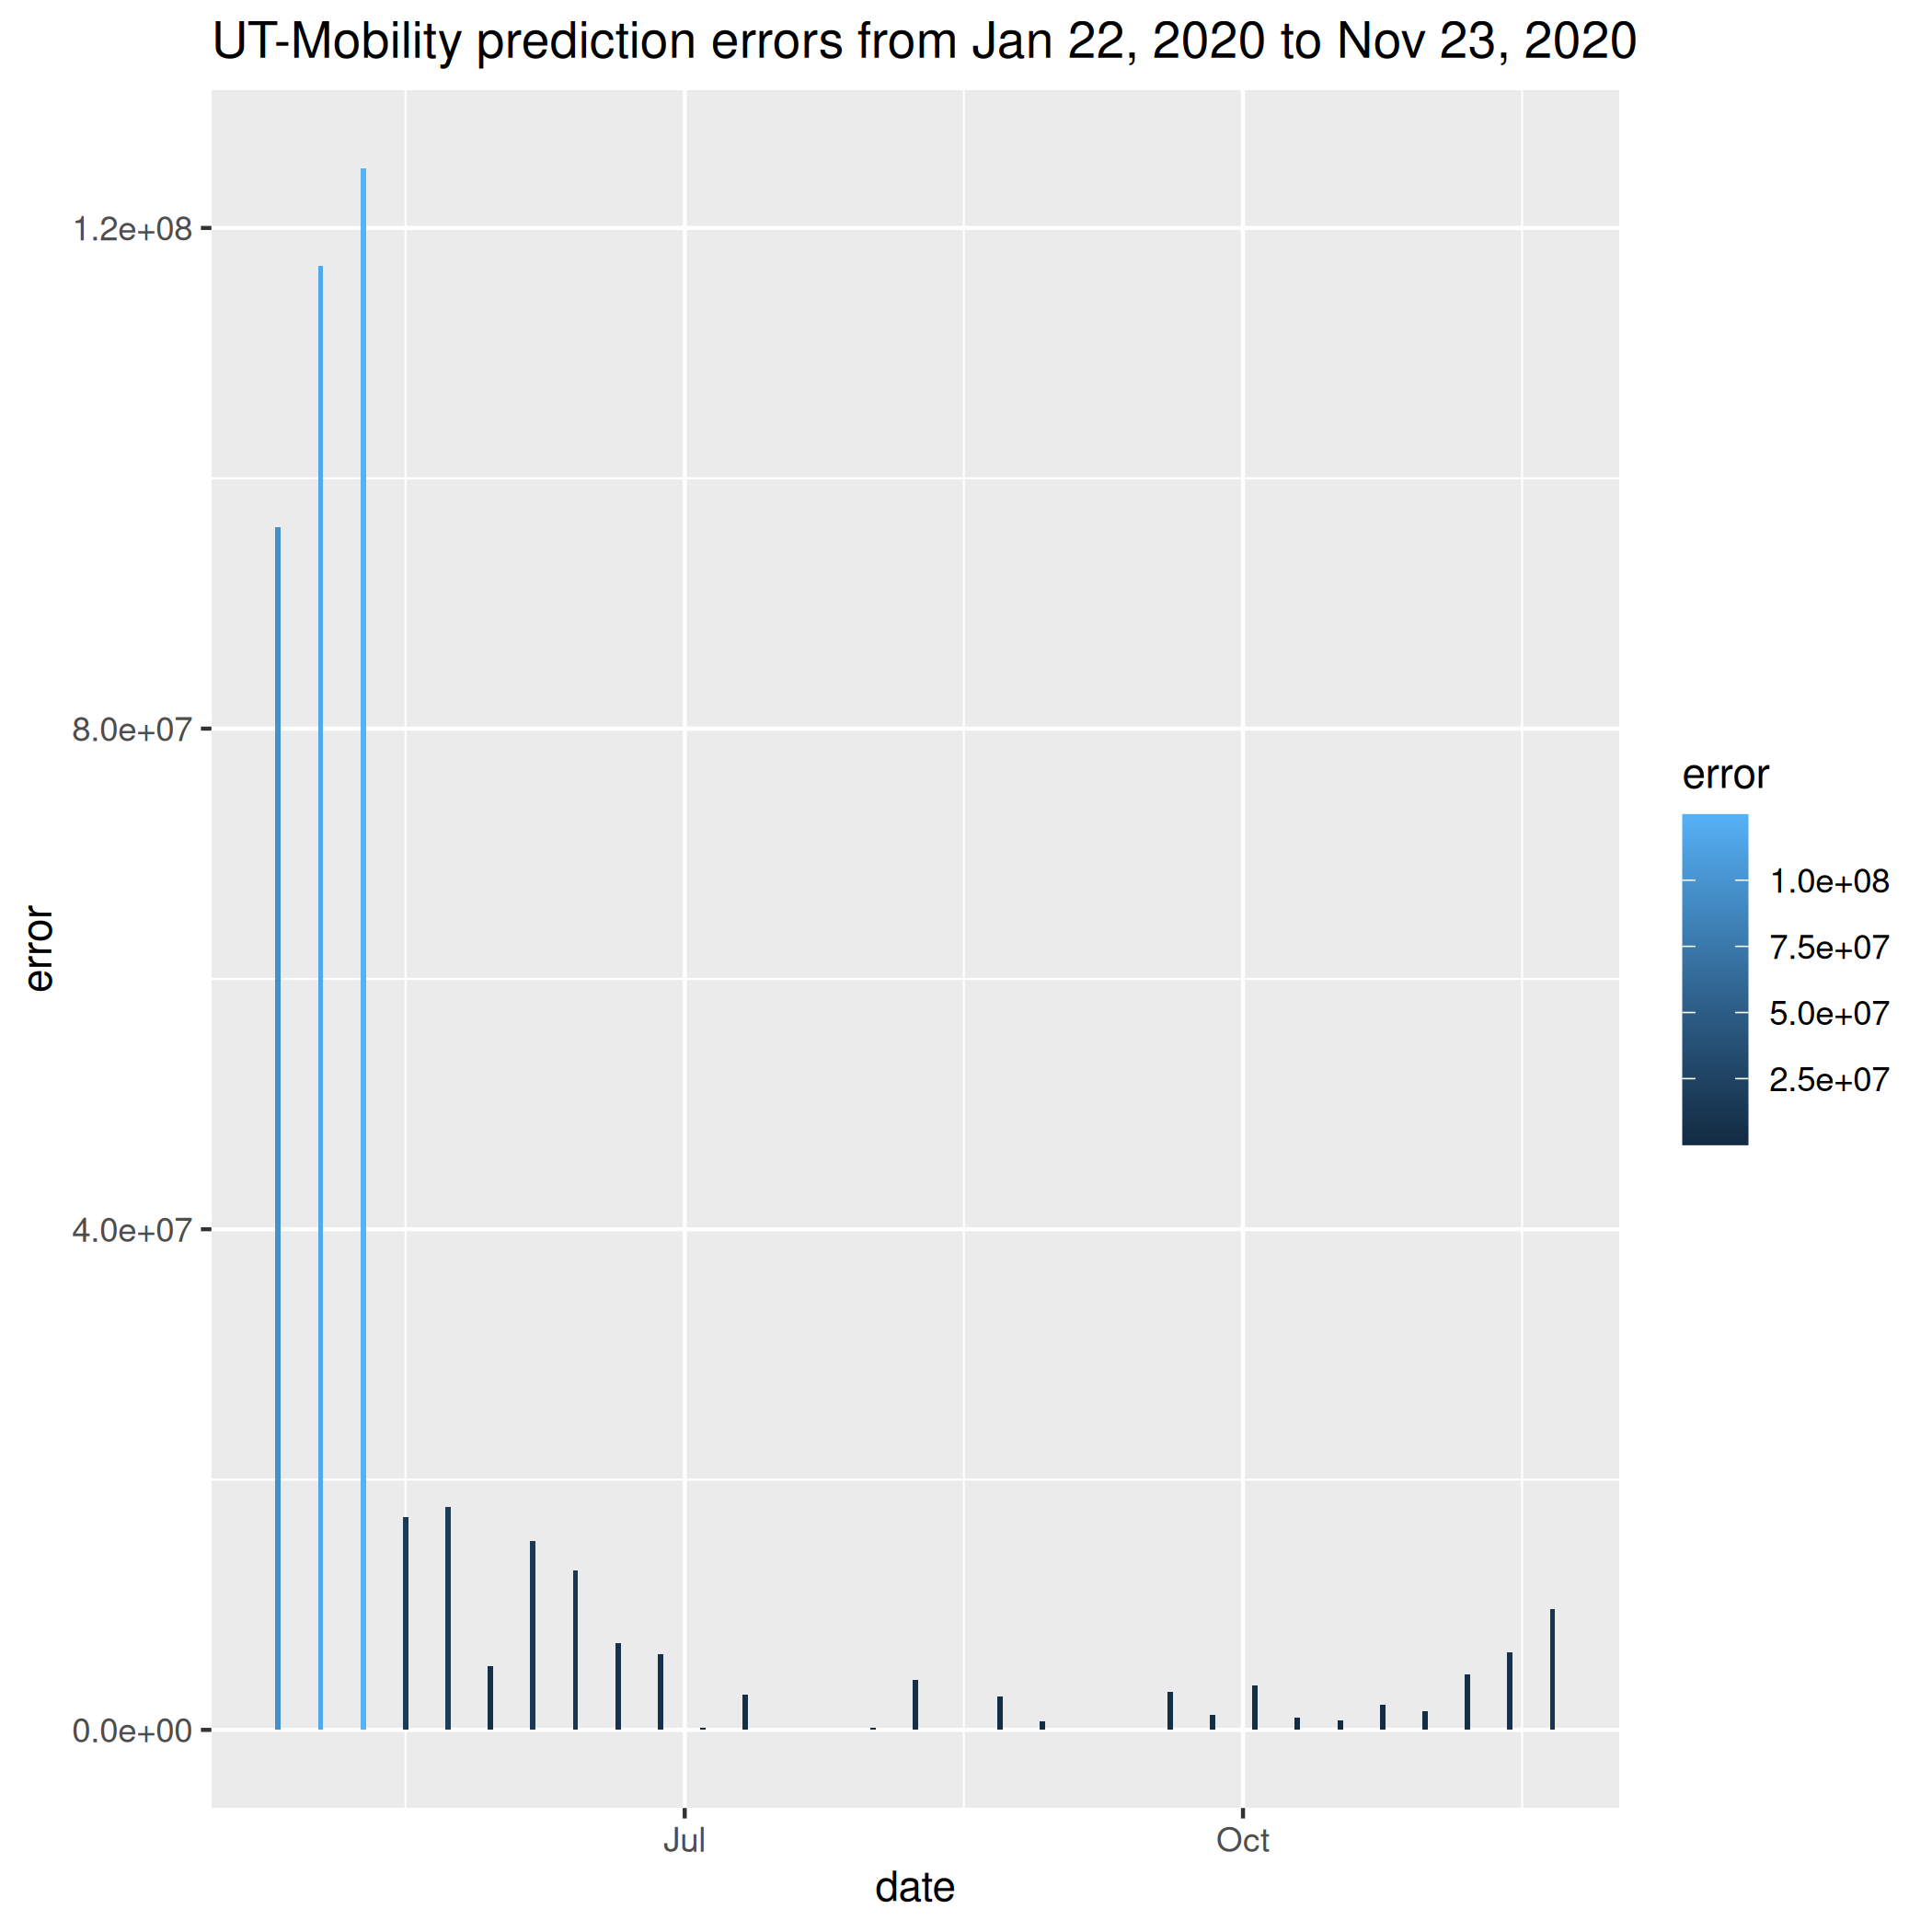 UT-Mobility prediction errors from Jan 22, 2020 to Nov 23, 2020
1.2e+08
8.0e+07
4.0e+07
0.0e+00
error
Jul
Oct
date
error
1.0e+08
7.5e+07
5.0e+07
2.5e+07